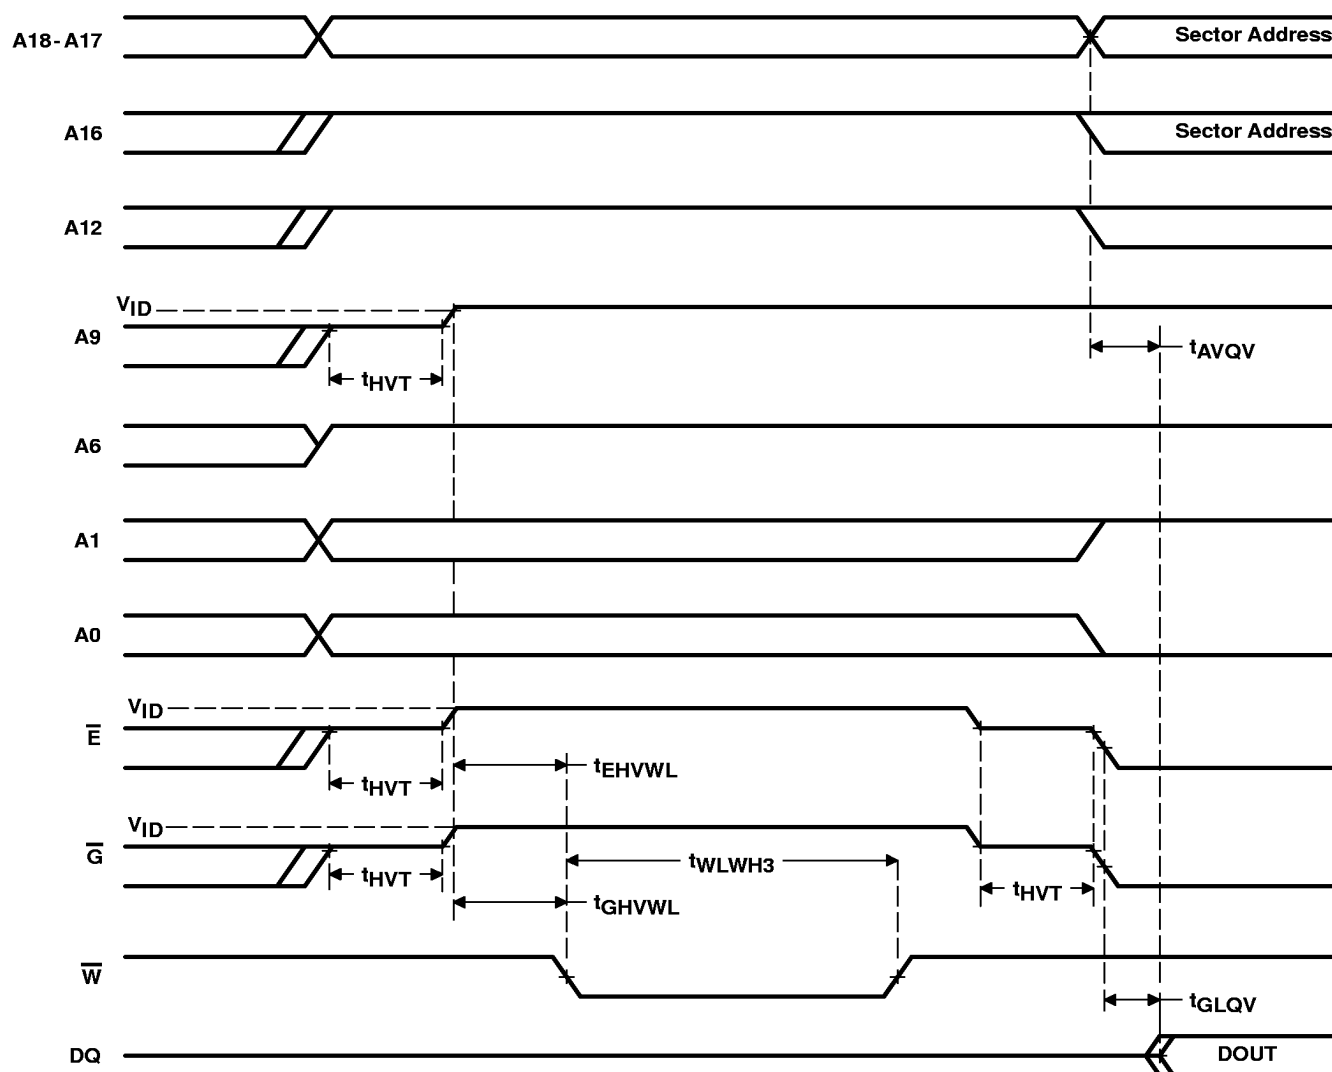 A18-A17
Sector Address
A16
Sector Address
A12
VID
A9
tAVQV
tHVT
A6
A1
A0
VID
E̅
tEHVWL
tHVT
VID
G̅
tWLWH3
tHVT
tHVT
tGHVWL
W̅
tGLQV
DQ
DOUT